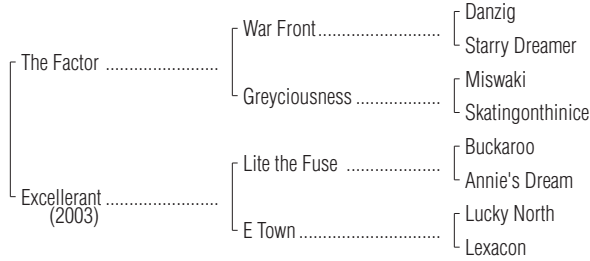 Danzig
War Front........................
Starry Dreamer
The Factor ......................
Miswaki
Greyciousness .................
Skatingonthinice
Buckaroo
Lite the Fuse ...................
Annie's Dream
Excellerant ......................
(2003)
Lucky North
E Town ............................
Lexacon